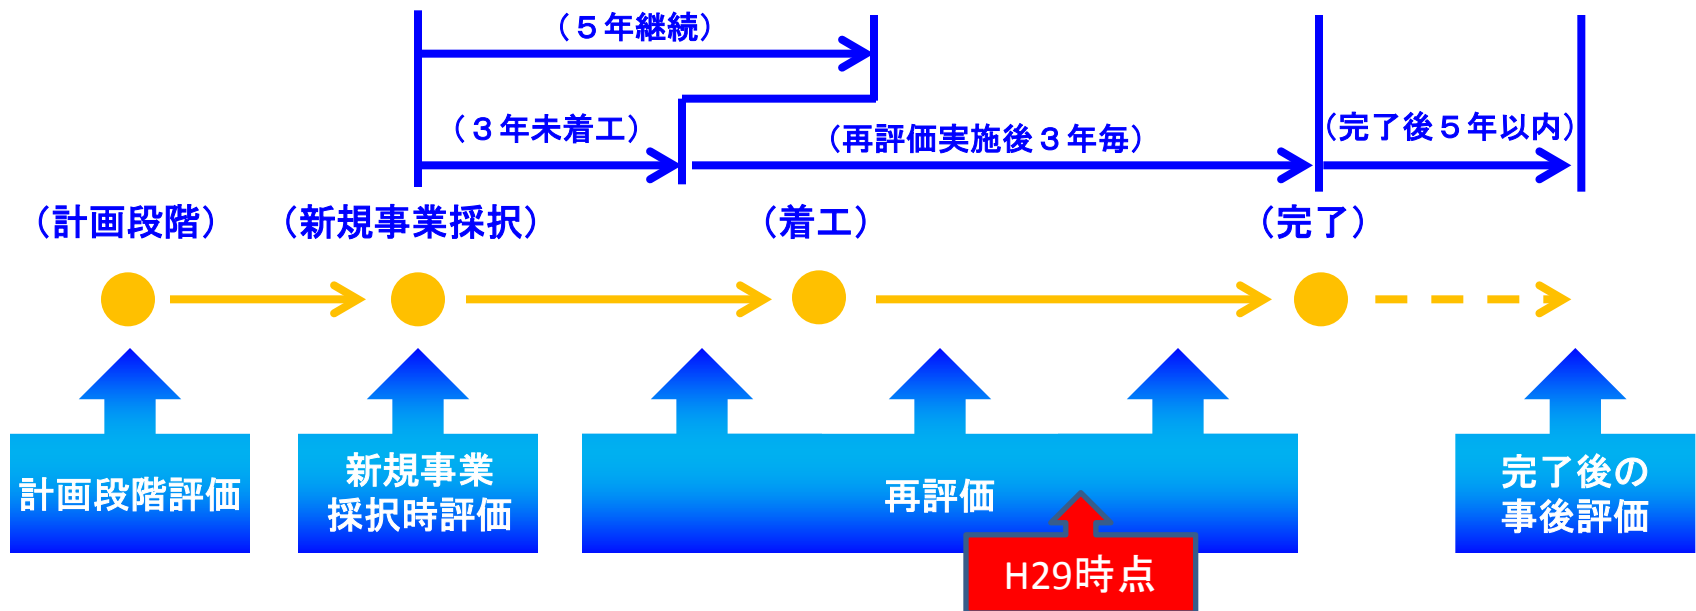 （５年継続）
（３年未着工）
（再評価実施後３年毎）
（完了後５年以内）
（計画段階）
（新規事業採択）
（着工）
（完了）
計画段階評価
新規事業
採択時評価
再評価
完了後の
事後評価
H29時点